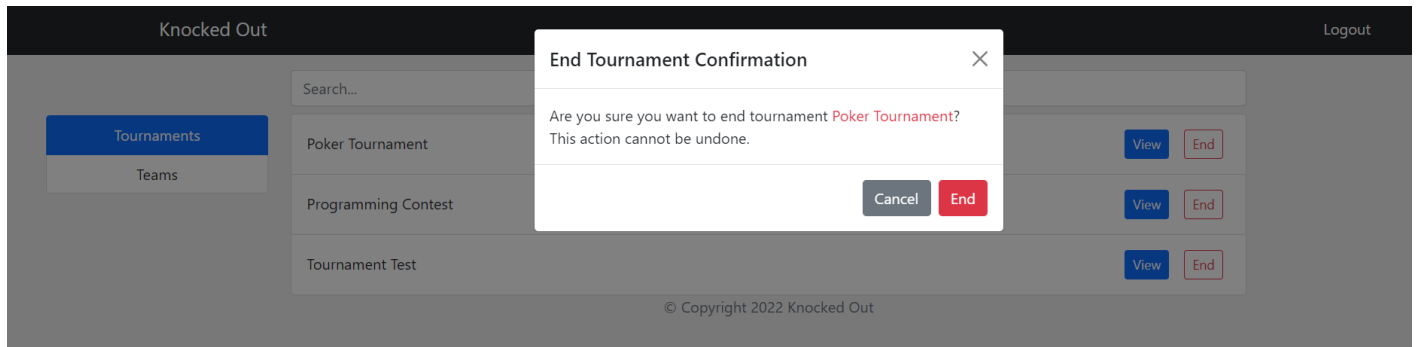 Knocked Out
Logout
End Tournament Confirmation
Search...
Are you sure you want to end tournament Poker Tournament?
This action cannot be undone.
Tournaments
Teams
Poker Tournament
View
End
Cancel
End
Programming Contest
View
End
Tournament Test
View
End
© Copyright 2022 Knocked Out